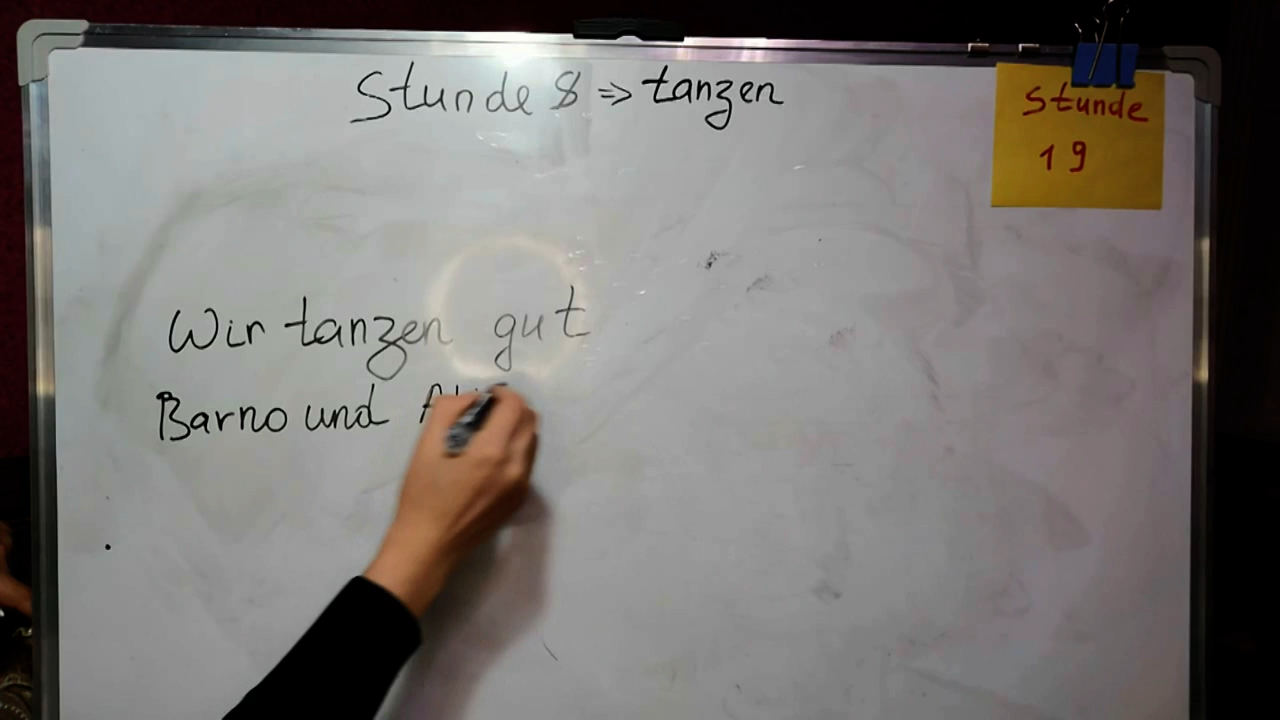 Stunde 8 => tanzen
Stunde
19
Wir tanzen gut
Barno und